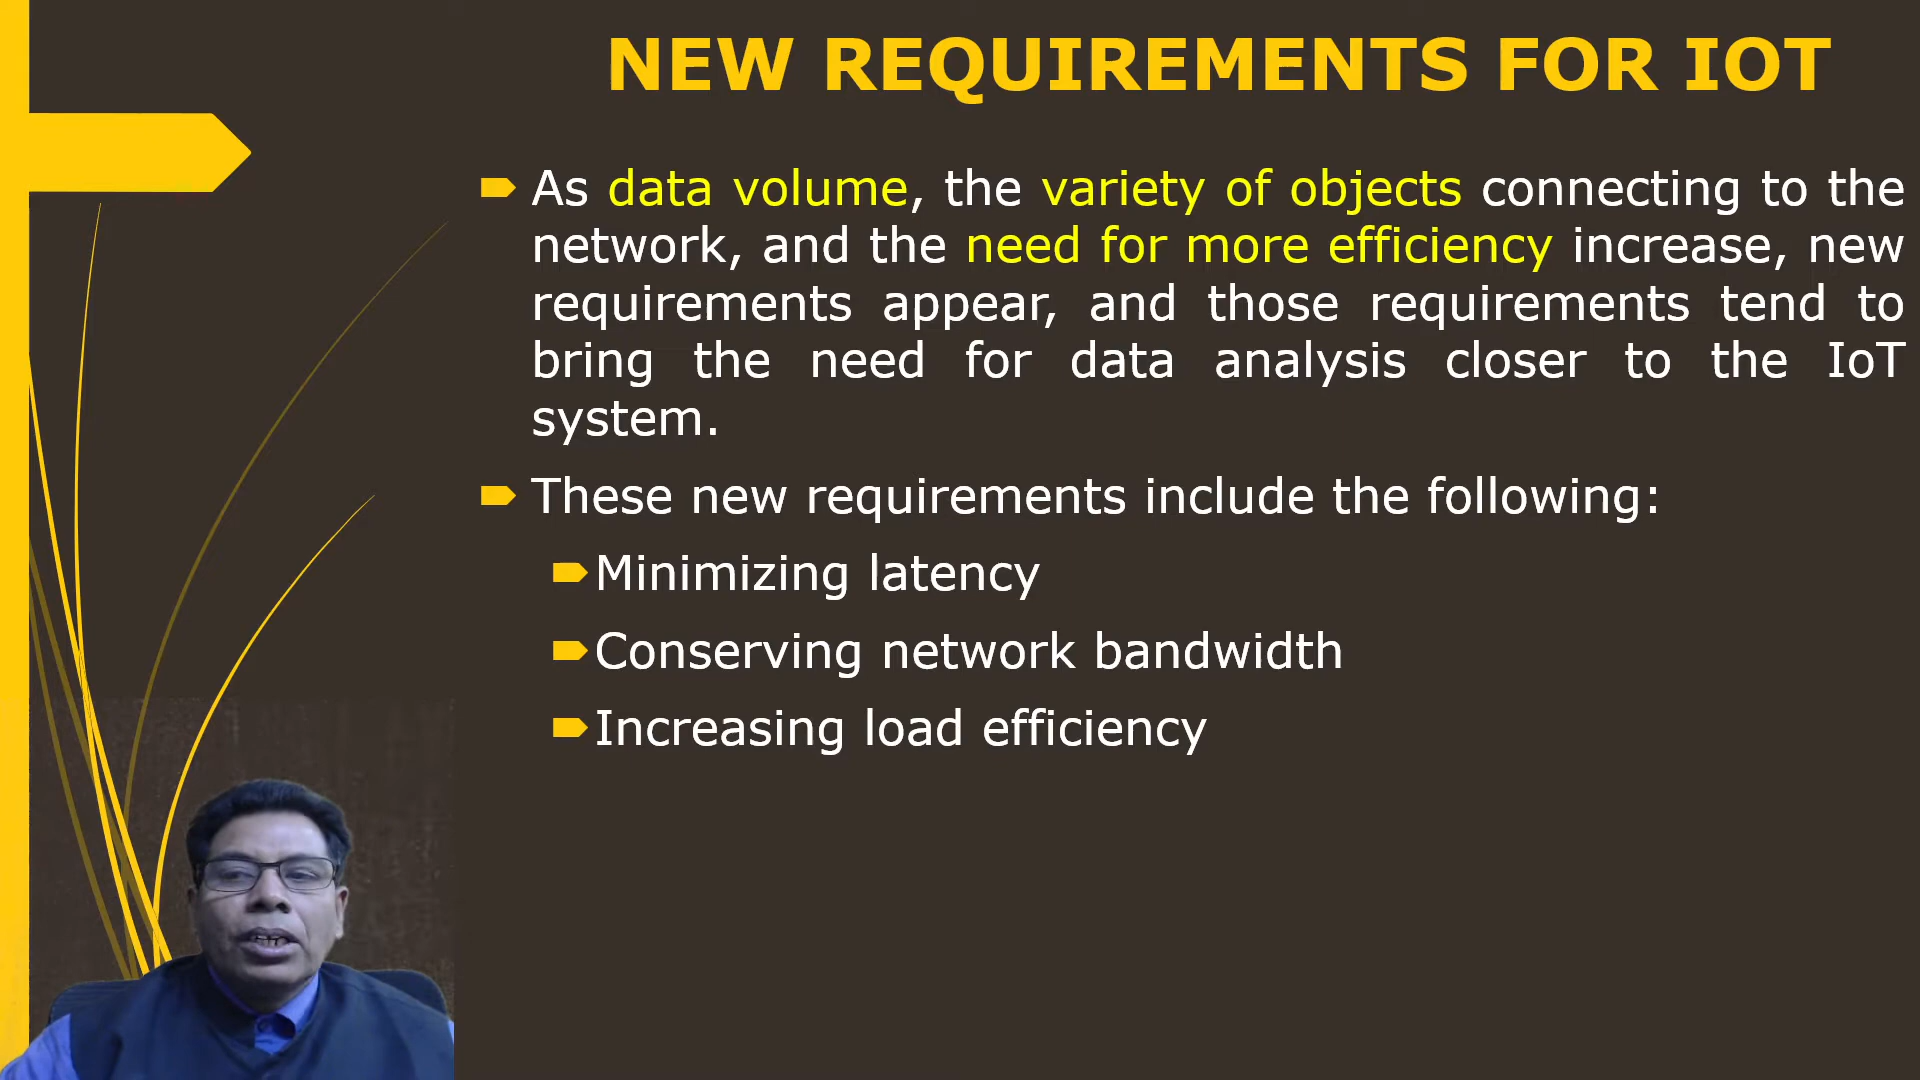 NEW REQUIREMENTS FOR IOT
As data volume, the variety of objects connecting to the
network, and the need for more efficiency increase, new
requirements appear, and those requirements tend to
bring the need for data analysis closer to the IoT
system.
These new requirements include the following:
Minimizing latency
Conserving network bandwidth
Increasing load efficiency